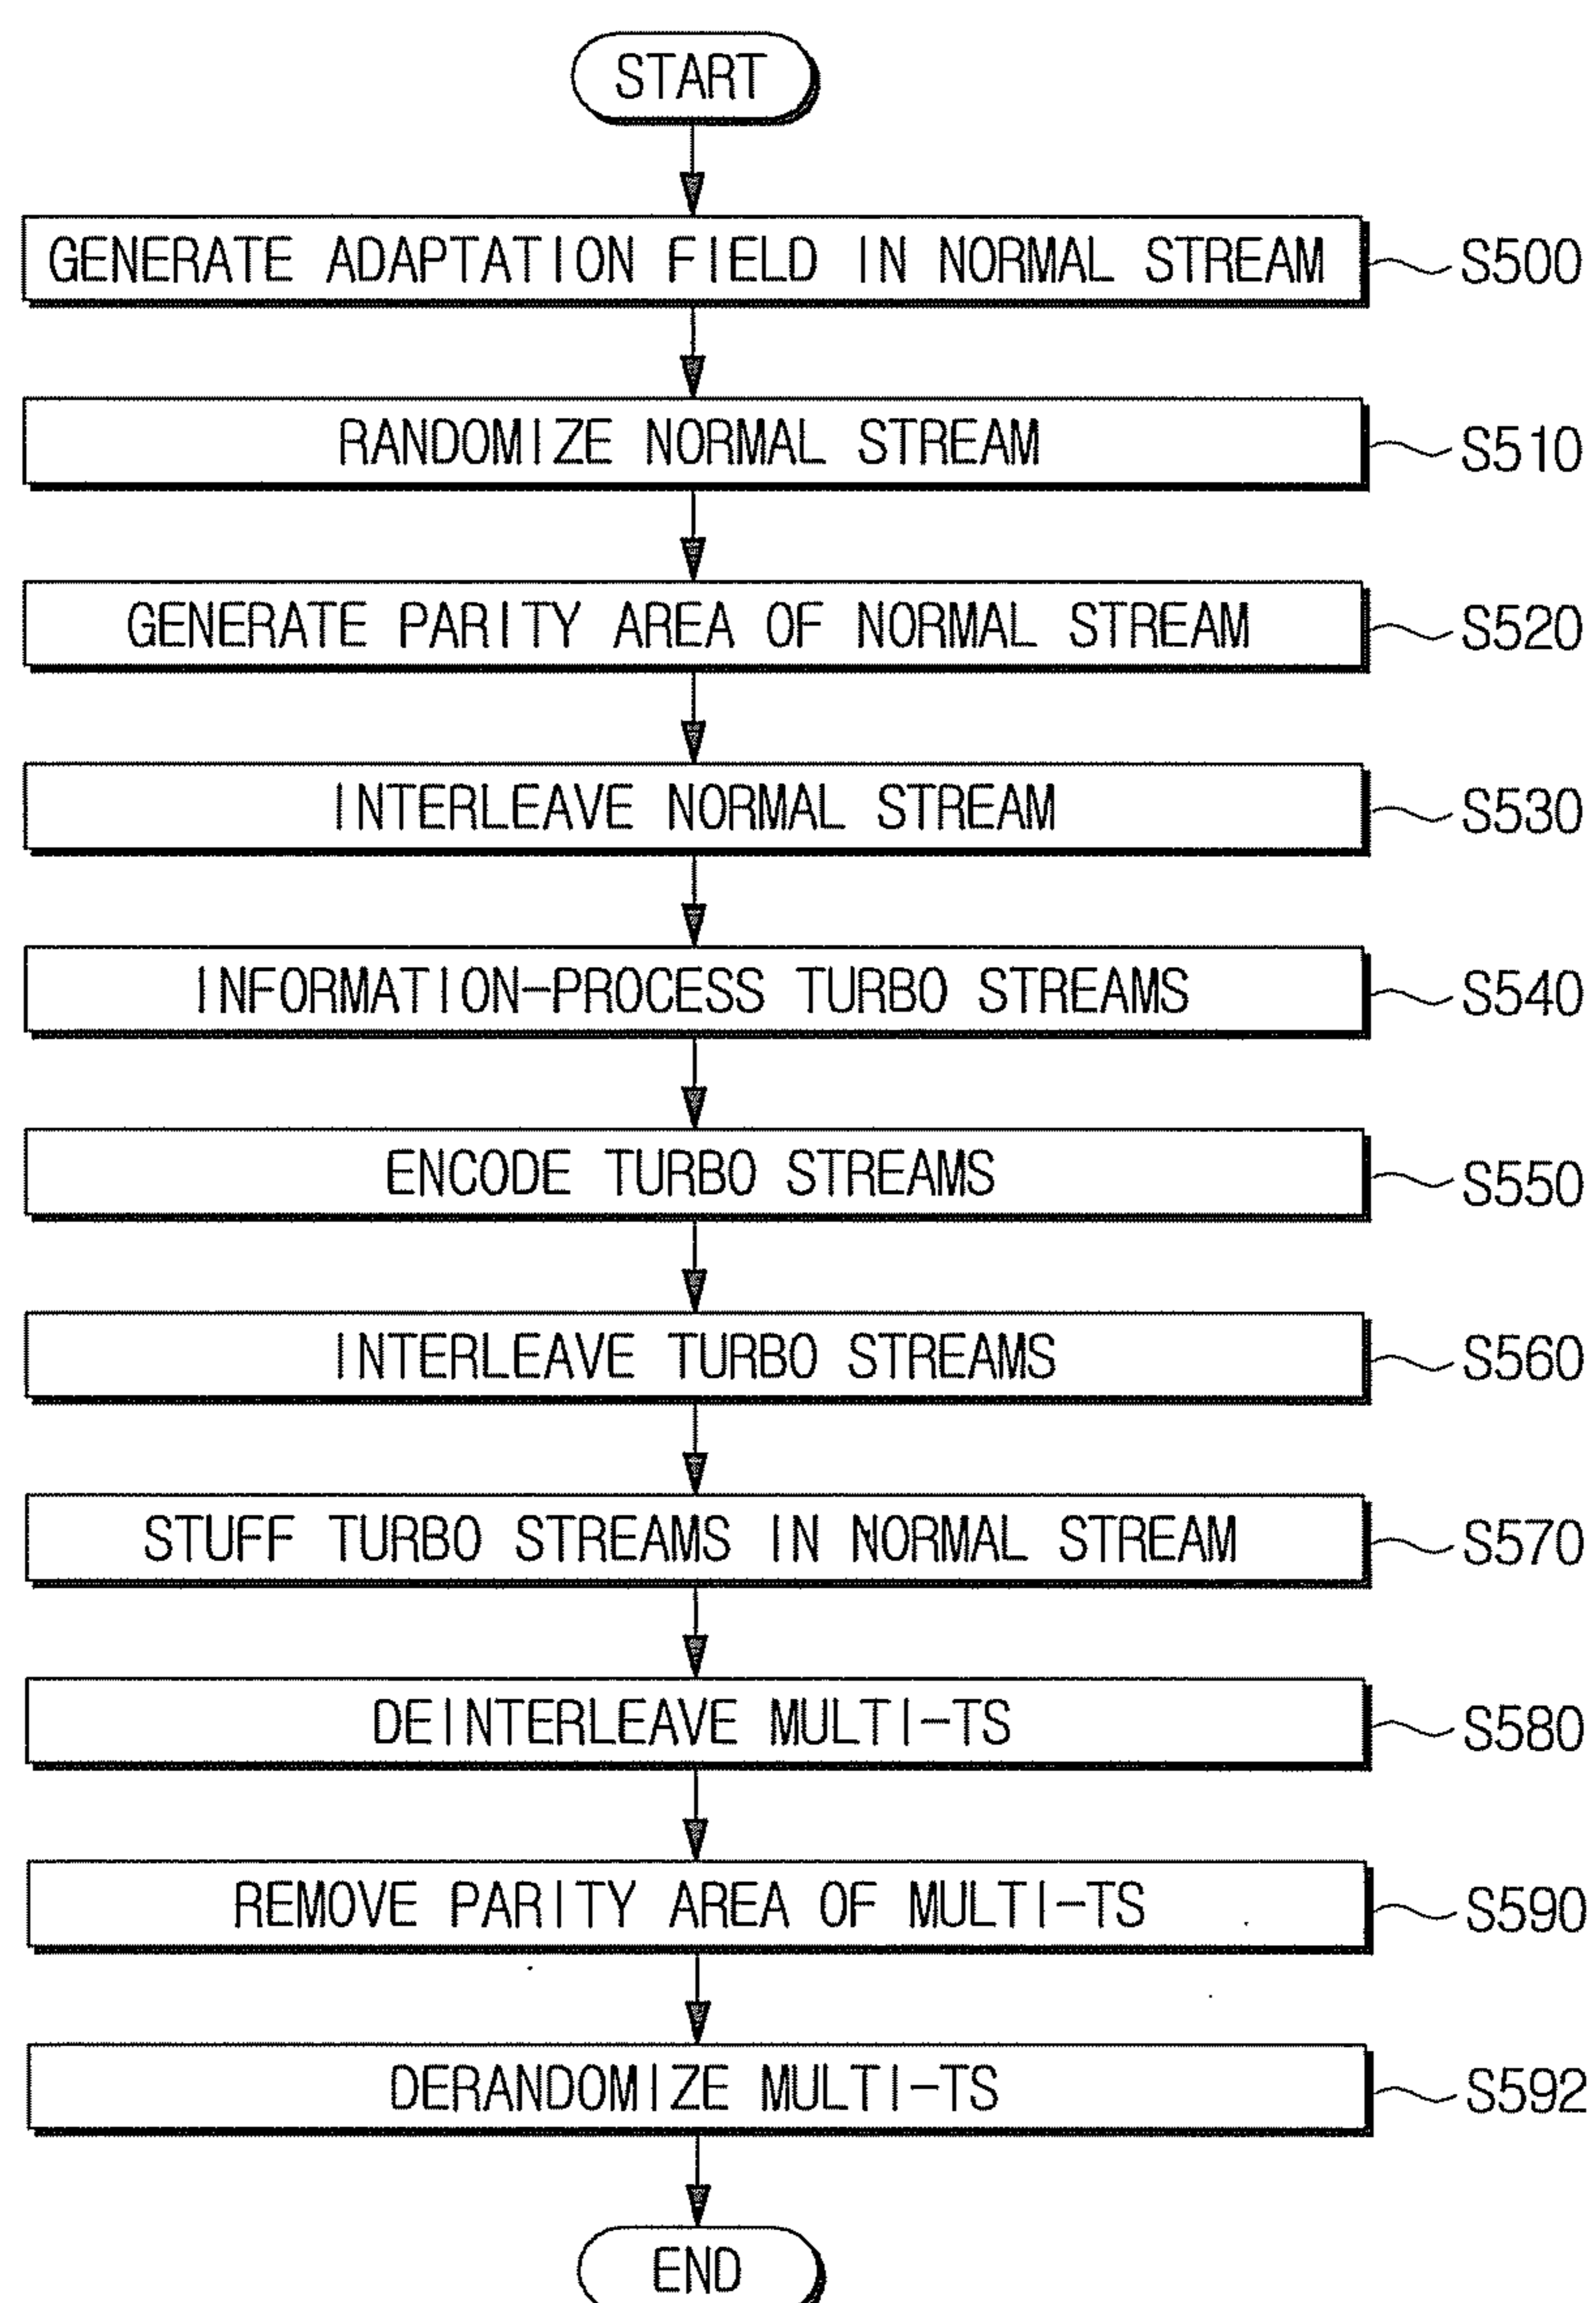 START
GENERATE ADAPTATION FIELD IN NORMAL STREAM S500
RANDOMIZE NORMAL STREAM S510
GENERATE PARITY AREA OF NORMAL STREAM S520
INTERLEAVE NORMAL STREAM S530
INFORMATION-PROCESS TURBO STREAMS S540
ENCODE TURBO STREAMS S550
INTERLEAVE TURBO STREAMS S560
STUFF TURBO STREAMS IN NORMAL STREAM S570
DEINTERLEAVE MULTI-TS S580
REMOVE PARITY AREA OF MULTI-TS S590
DERANDOMIZE MULTI-TS S592
END